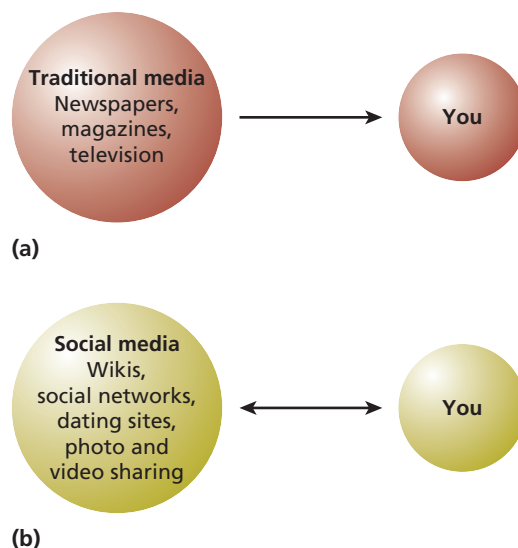 Traditional media
Newspapers,
magazines,
television
You
(a)
Social media
Wikis,
social networks,
dating sites,
photo and
video sharing
You
(b)